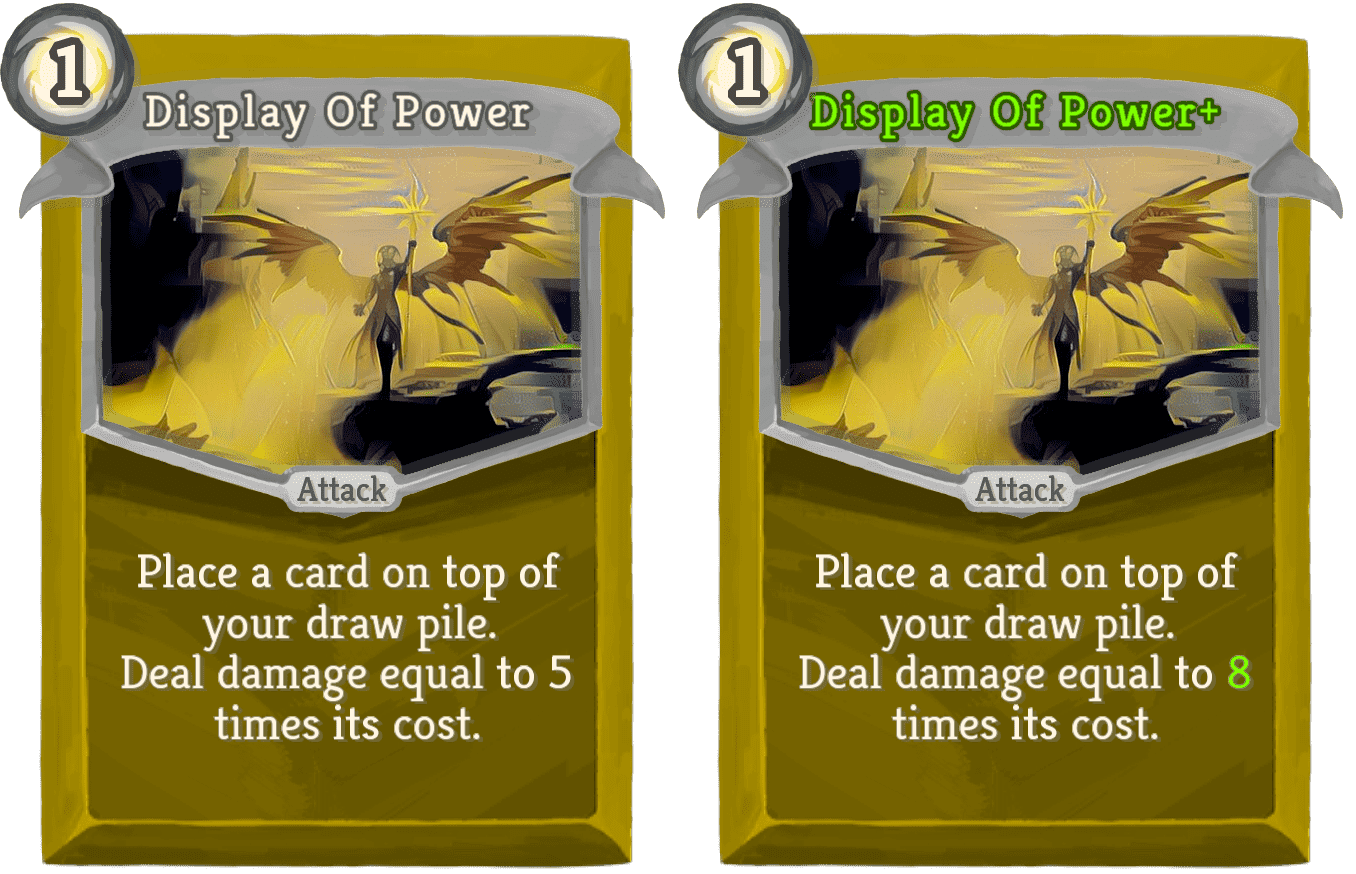 1
Display Of Power
Attack
Place a card on top of
your draw pile.
Deal damage equal to 5
times its cost.
1
Display Of Power+
Attack
Place a card on top of
your draw pile.
Deal damage equal to 8
times its cost.